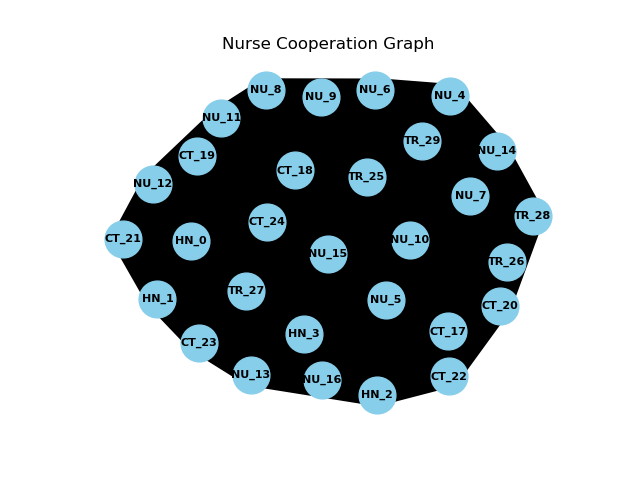 Nurse Cooperation Graph
NU_8
NU_9
NU_6
NU_4
NU_11
TR_29
NU_14
CT_19
CT_18
TR_25
NU_12
NU_7
TR_28
CT_24
CT_21
HN_0
NU_10
NU_15
TR_26
TR_27
HN_1
NU_5
CT_20
CT_17
HN_3
CT_23
NU_13
NU_16
CT_22
HN_2